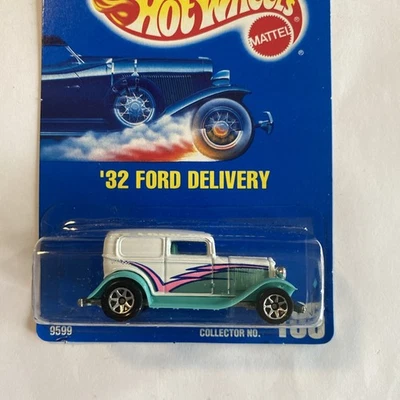 Hot Wheels
MATTEL
'32 FORD DELIVERY
9599
COLLECTOR NO.